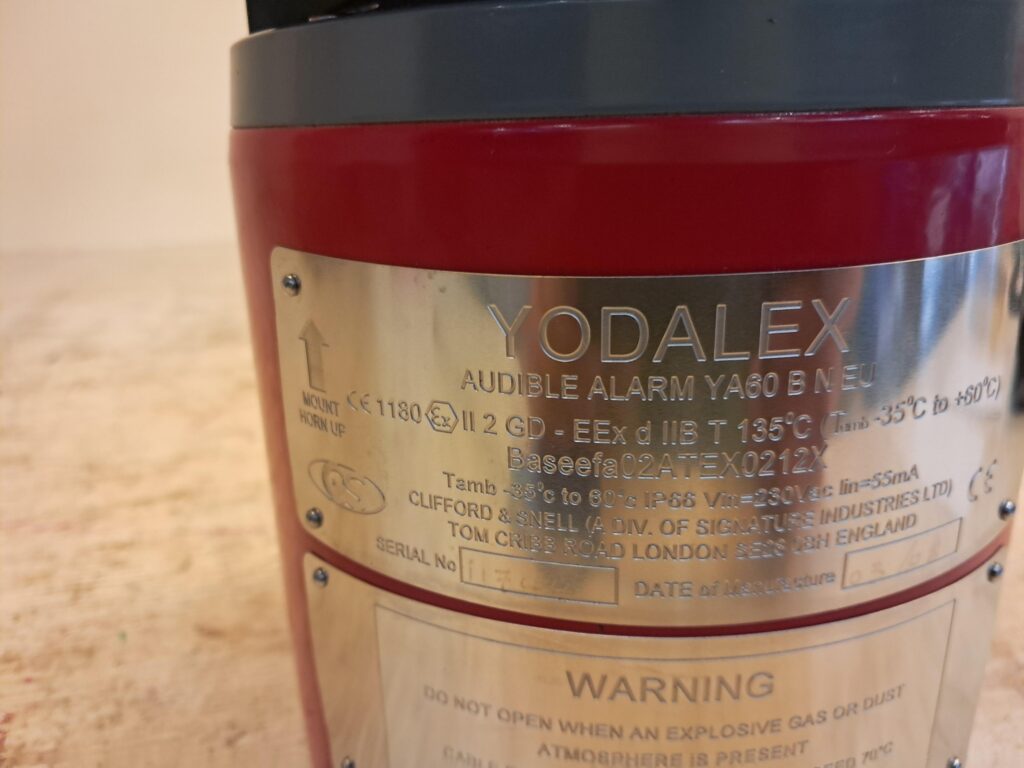 YODALEX
AUDIBLE ALARM YA60 B N EU
MOUNT
HORN UP
CE 1180 Ex II 2 GD - EEx d IIB T 135°C (Tamb -35°C to +60°C)
Baseefa02ATEX0212X
Tamb -35°c to 60°c IP66 Vin=230Vac Iin=55mA
CS
CE
CLIFFORD & SNELL (A DIV. OF SIGNATURE INDUSTRIES LTD)
TOM CRIBB ROAD LONDON ENGLAND
SERIAL No
DATE of Manufacture
WARNING
DO NOT OPEN WHEN AN EXPLOSIVE GAS OR DUST
ATMOSPHERE IS PRESENT
70°C